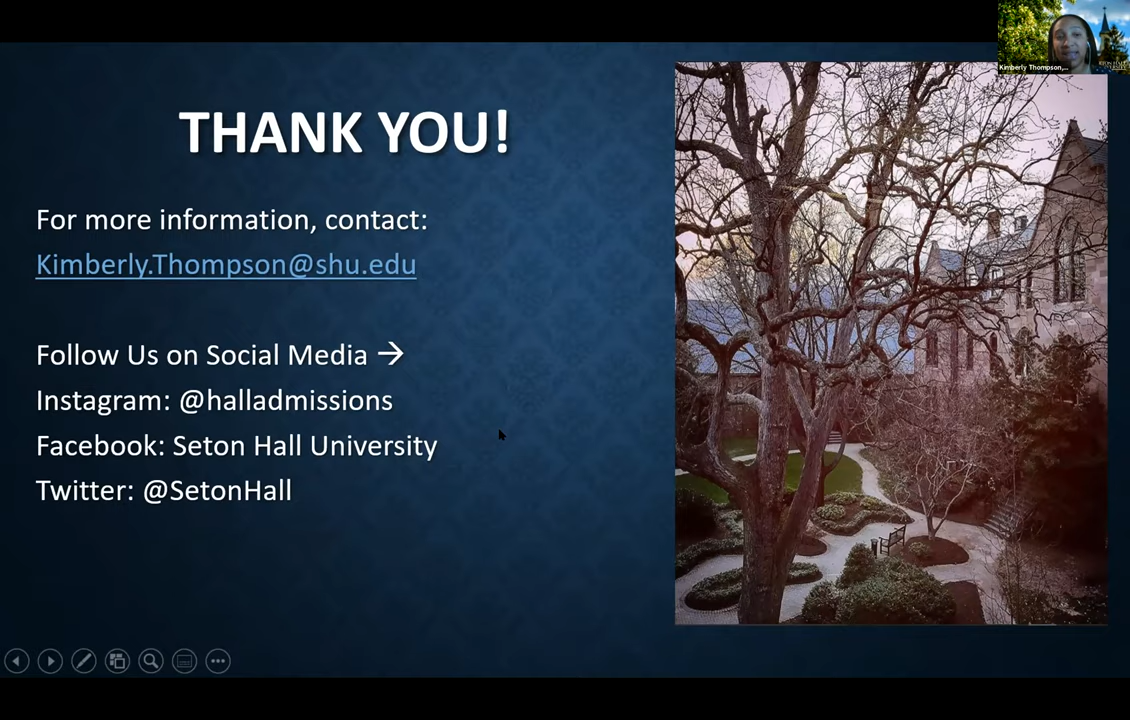 THANK YOU!
For more information, contact:
Kimberly.Thompson@shu.edu
Follow Us on Social Media →
Instagram: @halladmissions
Facebook: Seton Hall University
Twitter: @SetonHall
Kimberly Thompson,...